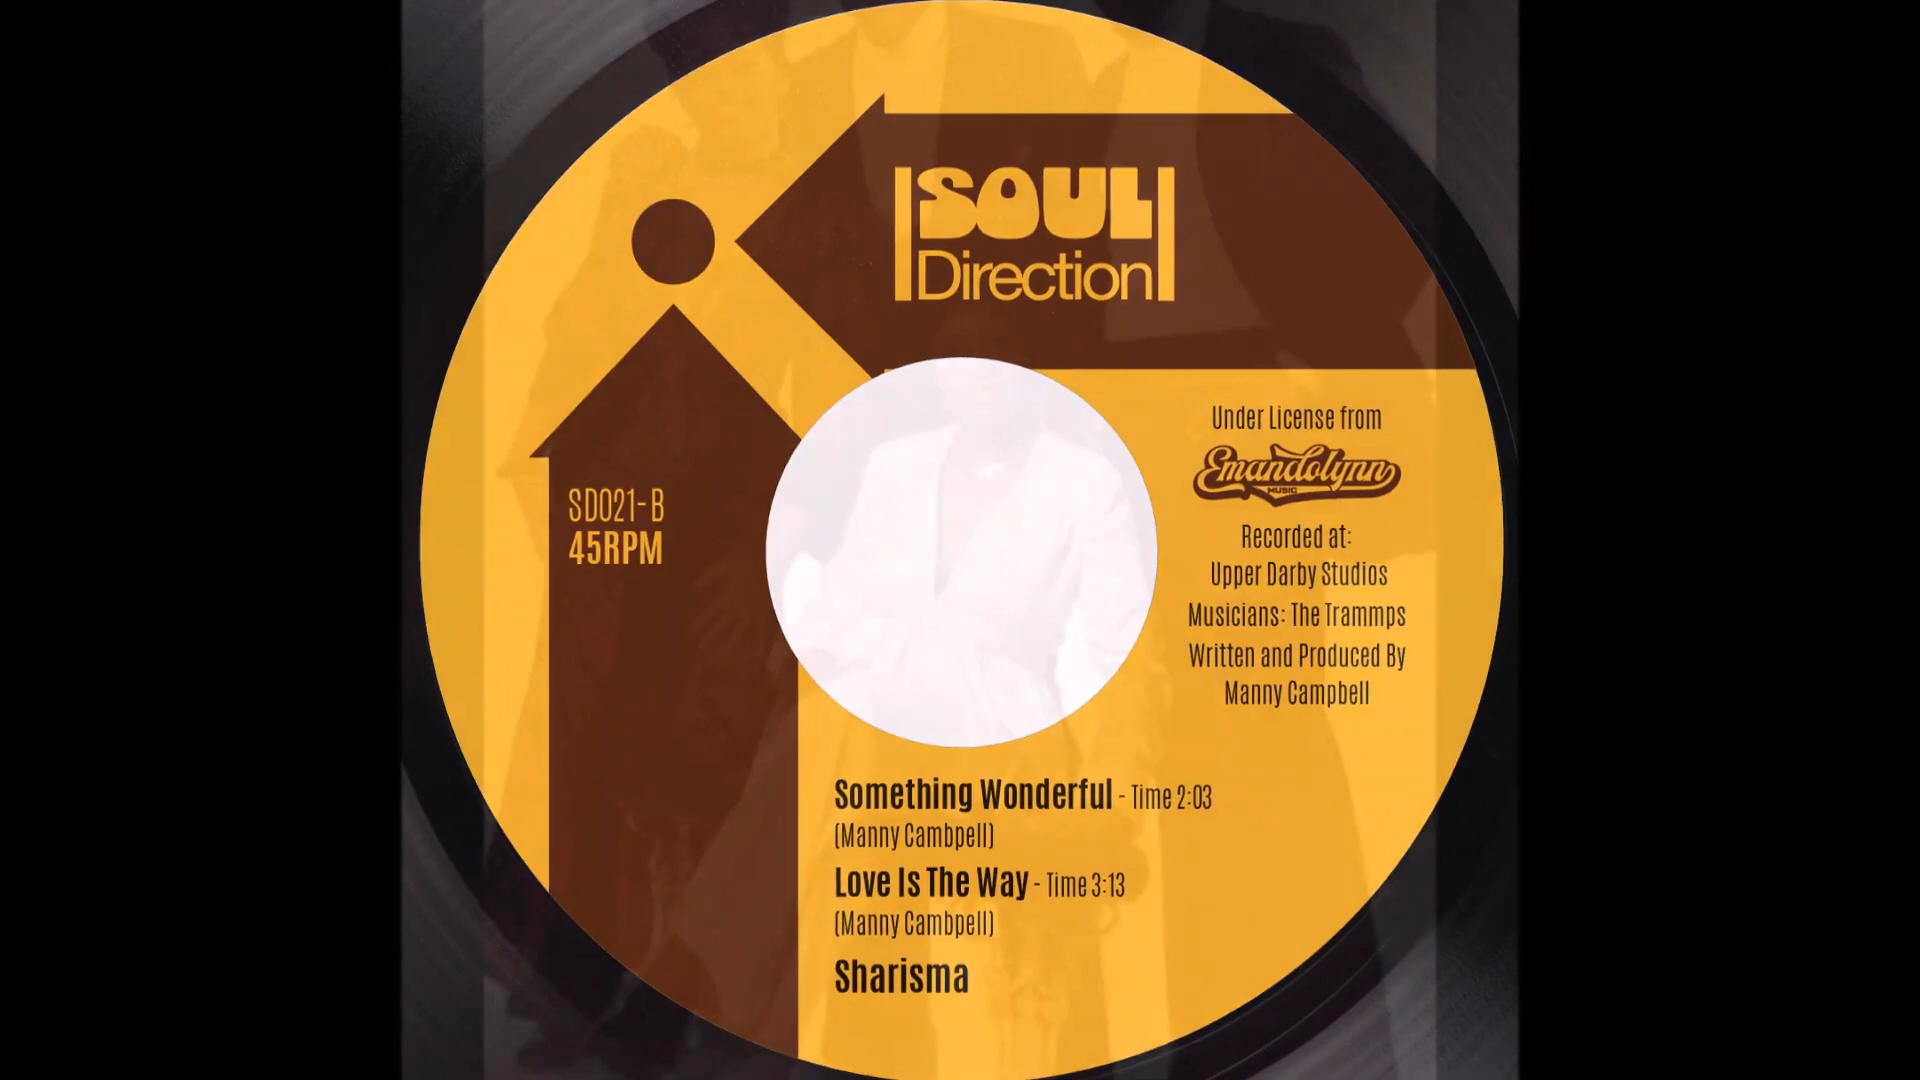 SOUL
Direction
SD021-B
45RPM
Under License from
Emandolynn
MUSIC
Recorded at:
Upper Darby Studios
Musicians: The Trammps
Written and Produced By
Manny Campbell
Something Wonderful - Time 2:03
(Manny Cambpell)
Love Is The Way - Time 3:13
(Manny Cambpell)
Sharisma